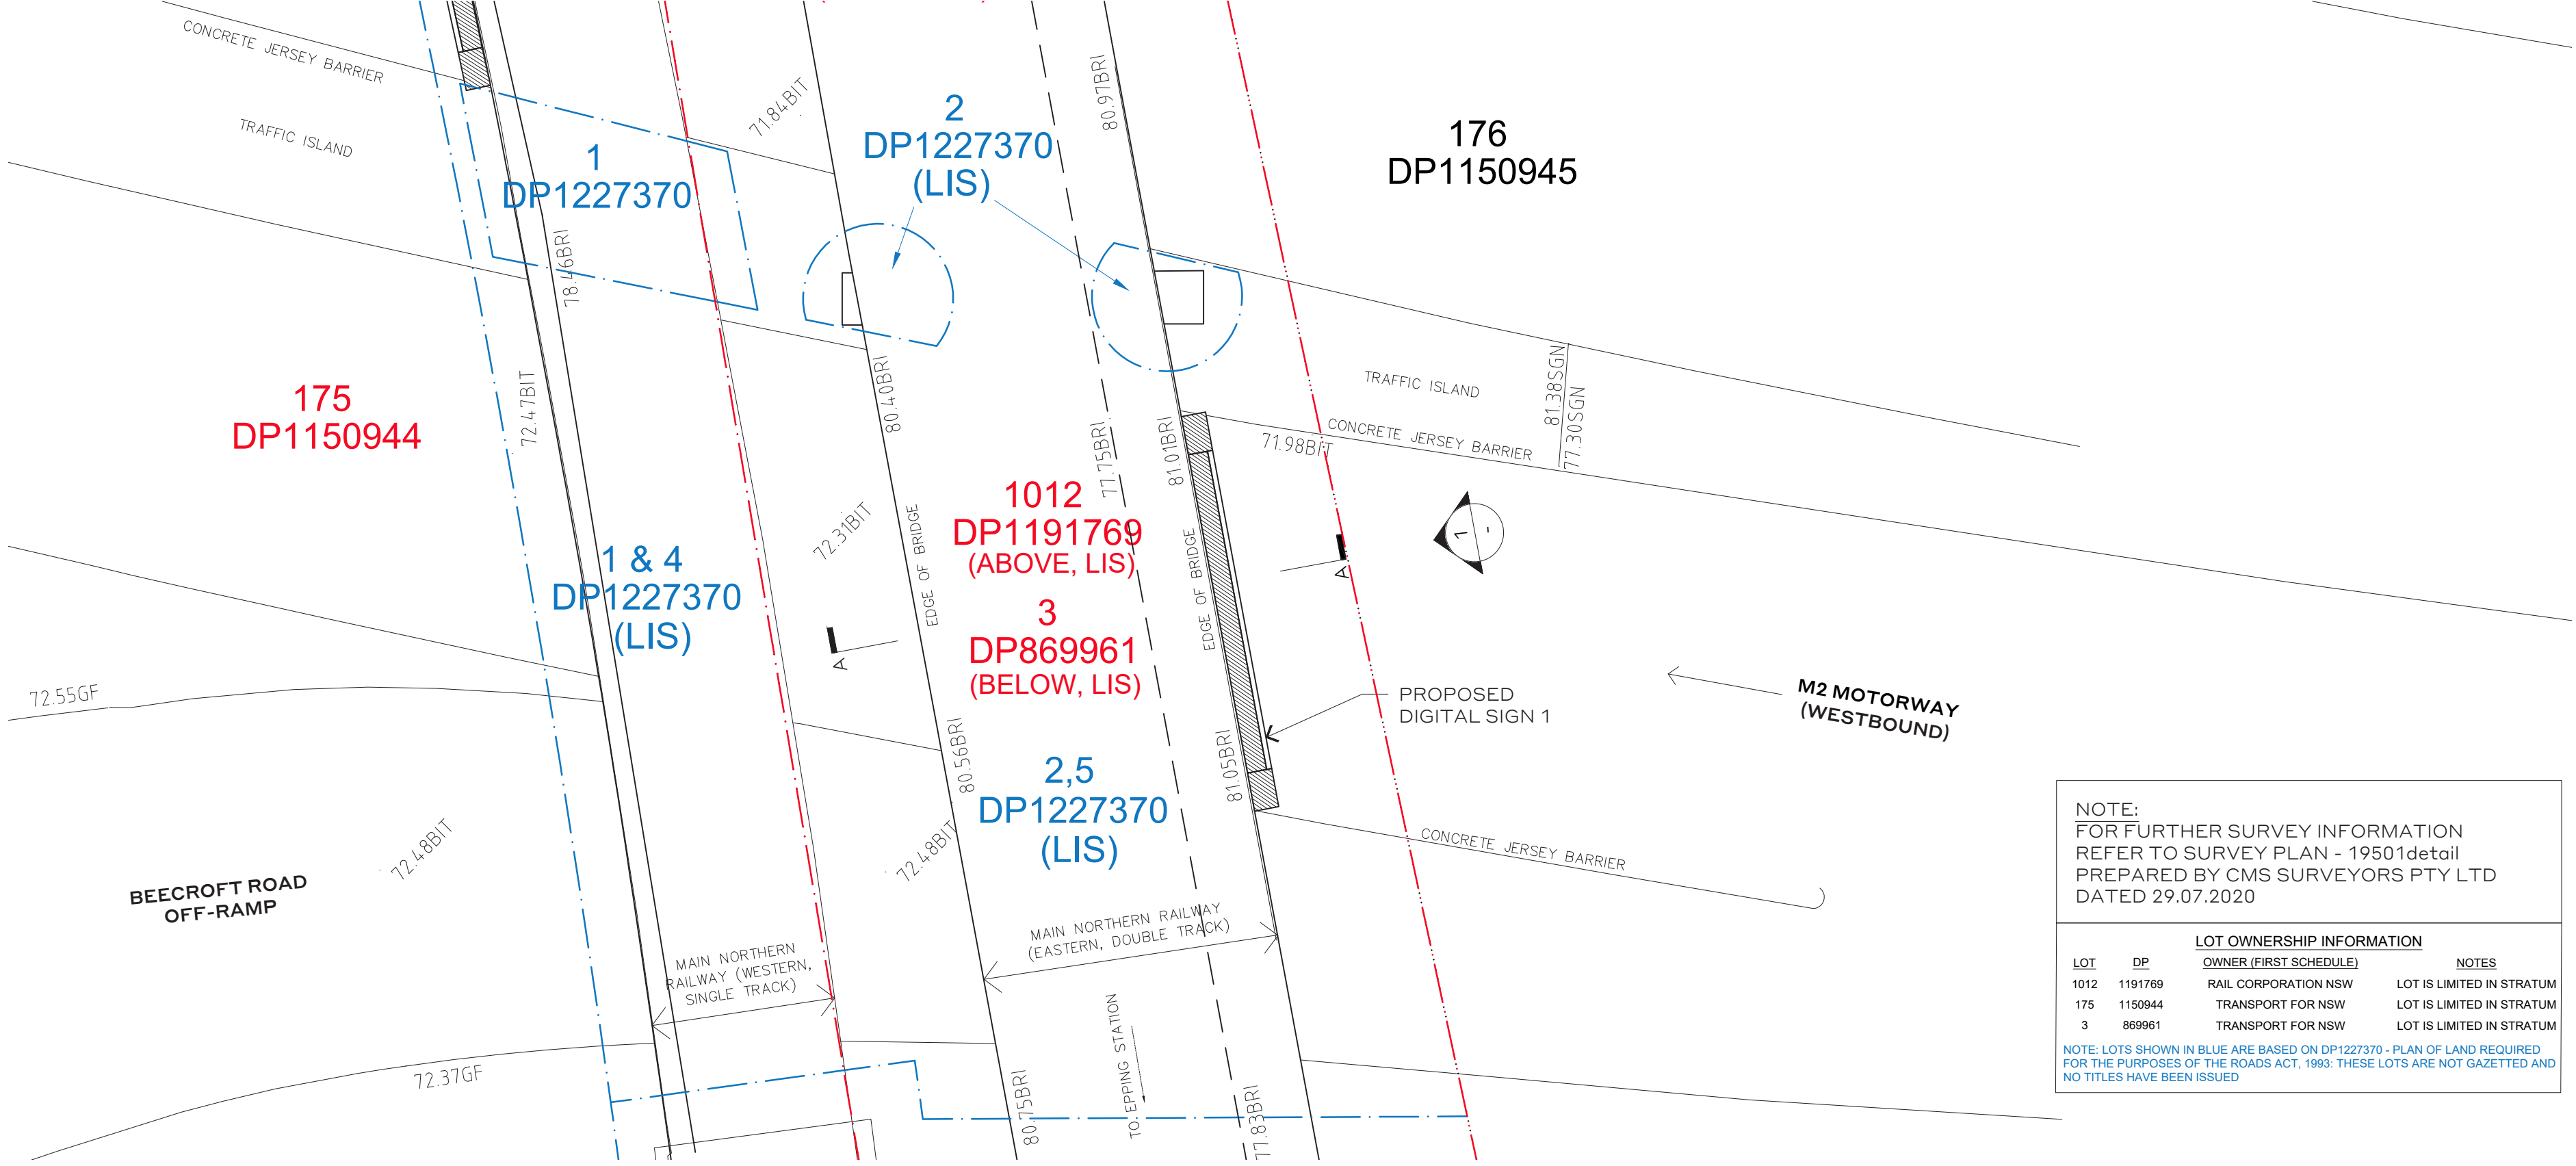 CONCRETE JERSEY BARRIER
TRAFFIC ISLAND
1
DP1227370
78.46BRI
71.84BIT
2
DP1227370
(LIS)
80.97BRI
176
DP1150945
175
DP1150944
72.47BIT
80.40BRI
77.75BRI
81.01BRI
TRAFFIC ISLAND
81.38SGN
77.30SGN
CONCRETE JERSEY BARRIER
71.98BIT
1 & 4
DP1227370
(LIS)
72.31BIT
EDGE OF BRIDGE
1012
DP1191769
(ABOVE, LIS)
3
DP869961
(BELOW, LIS)
EDGE OF BRIDGE
A
A
1
-
72.55GF
80.56BRI
2,5
DP1227370
(LIS)
81.05BRI
PROPOSED
DIGITAL SIGN 1
M2 MOTORWAY
(WESTBOUND)
BEECROFT ROAD
OFF-RAMP
72.48BIT
72.48BIT
CONCRETE JERSEY BARRIER
MAIN NORTHERN
RAILWAY (WESTERN,
SINGLE TRACK)
MAIN NORTHERN RAILWAY
(EASTERN, DOUBLE TRACK)
72.37GF
80.75BRI
TO EPPING STATION
77.83BRI
NOTE:
FOR FURTHER SURVEY INFORMATION
REFER TO SURVEY PLAN - 19501detail
PREPARED BY CMS SURVEYORS PTY LTD
DATED 29.07.2020
LOT OWNERSHIP INFORMATION
LOT DP OWNER (FIRST SCHEDULE) NOTES
1012 1191769 RAIL CORPORATION NSW LOT IS LIMITED IN STRATUM
175 1150944 TRANSPORT FOR NSW LOT IS LIMITED IN STRATUM
3 869961 TRANSPORT FOR NSW LOT IS LIMITED IN STRATUM
NOTE: LOTS SHOWN IN BLUE ARE BASED ON DP1227370 - PLAN OF LAND REQUIRED
FOR THE PURPOSES OF THE ROADS ACT, 1993: THESE LOTS ARE NOT GAZETTED AND
NO TITLES HAVE BEEN ISSUED